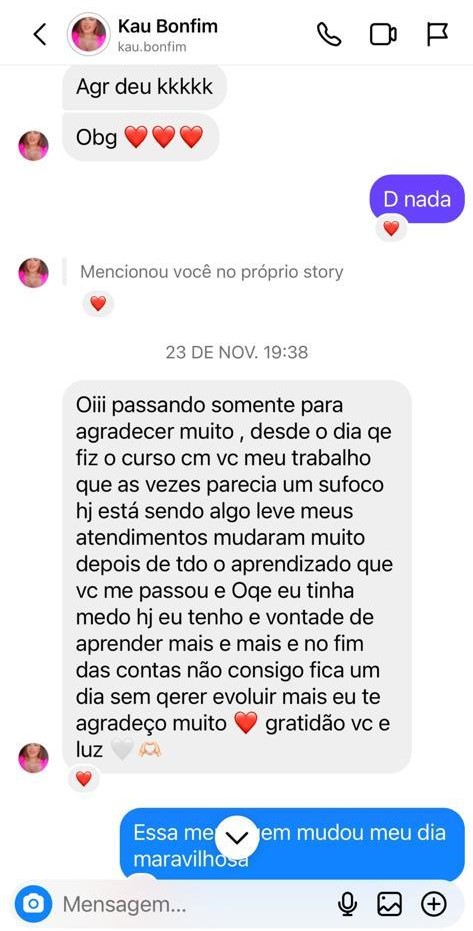 Kau Bonfim
kau.bonfim
Agr deu kkkkk
Obg ❤️❤️❤️
D nada
Mencionou você no próprio story
23 DE NOV. 19:38
Oiii passando somente para
agradecer muito , desde o dia qe
fiz o curso cm vc meu trabalho
que as vezes parecia um sufoco
hj está sendo algo leve meus
atendimentos mudaram muito
depois de tdo o aprendizado que
vc me passou e Oqe eu tinha
medo hj eu tenho e vontade de
aprender mais e mais e no fim
das contas não consigo fica um
dia sem qerer evoluir mais eu te
agradeço muito ❤️ gratidão vc e
luz 🤍 🫶🏻
Essa mudou meu dia
maravilhosa
Mensagem...